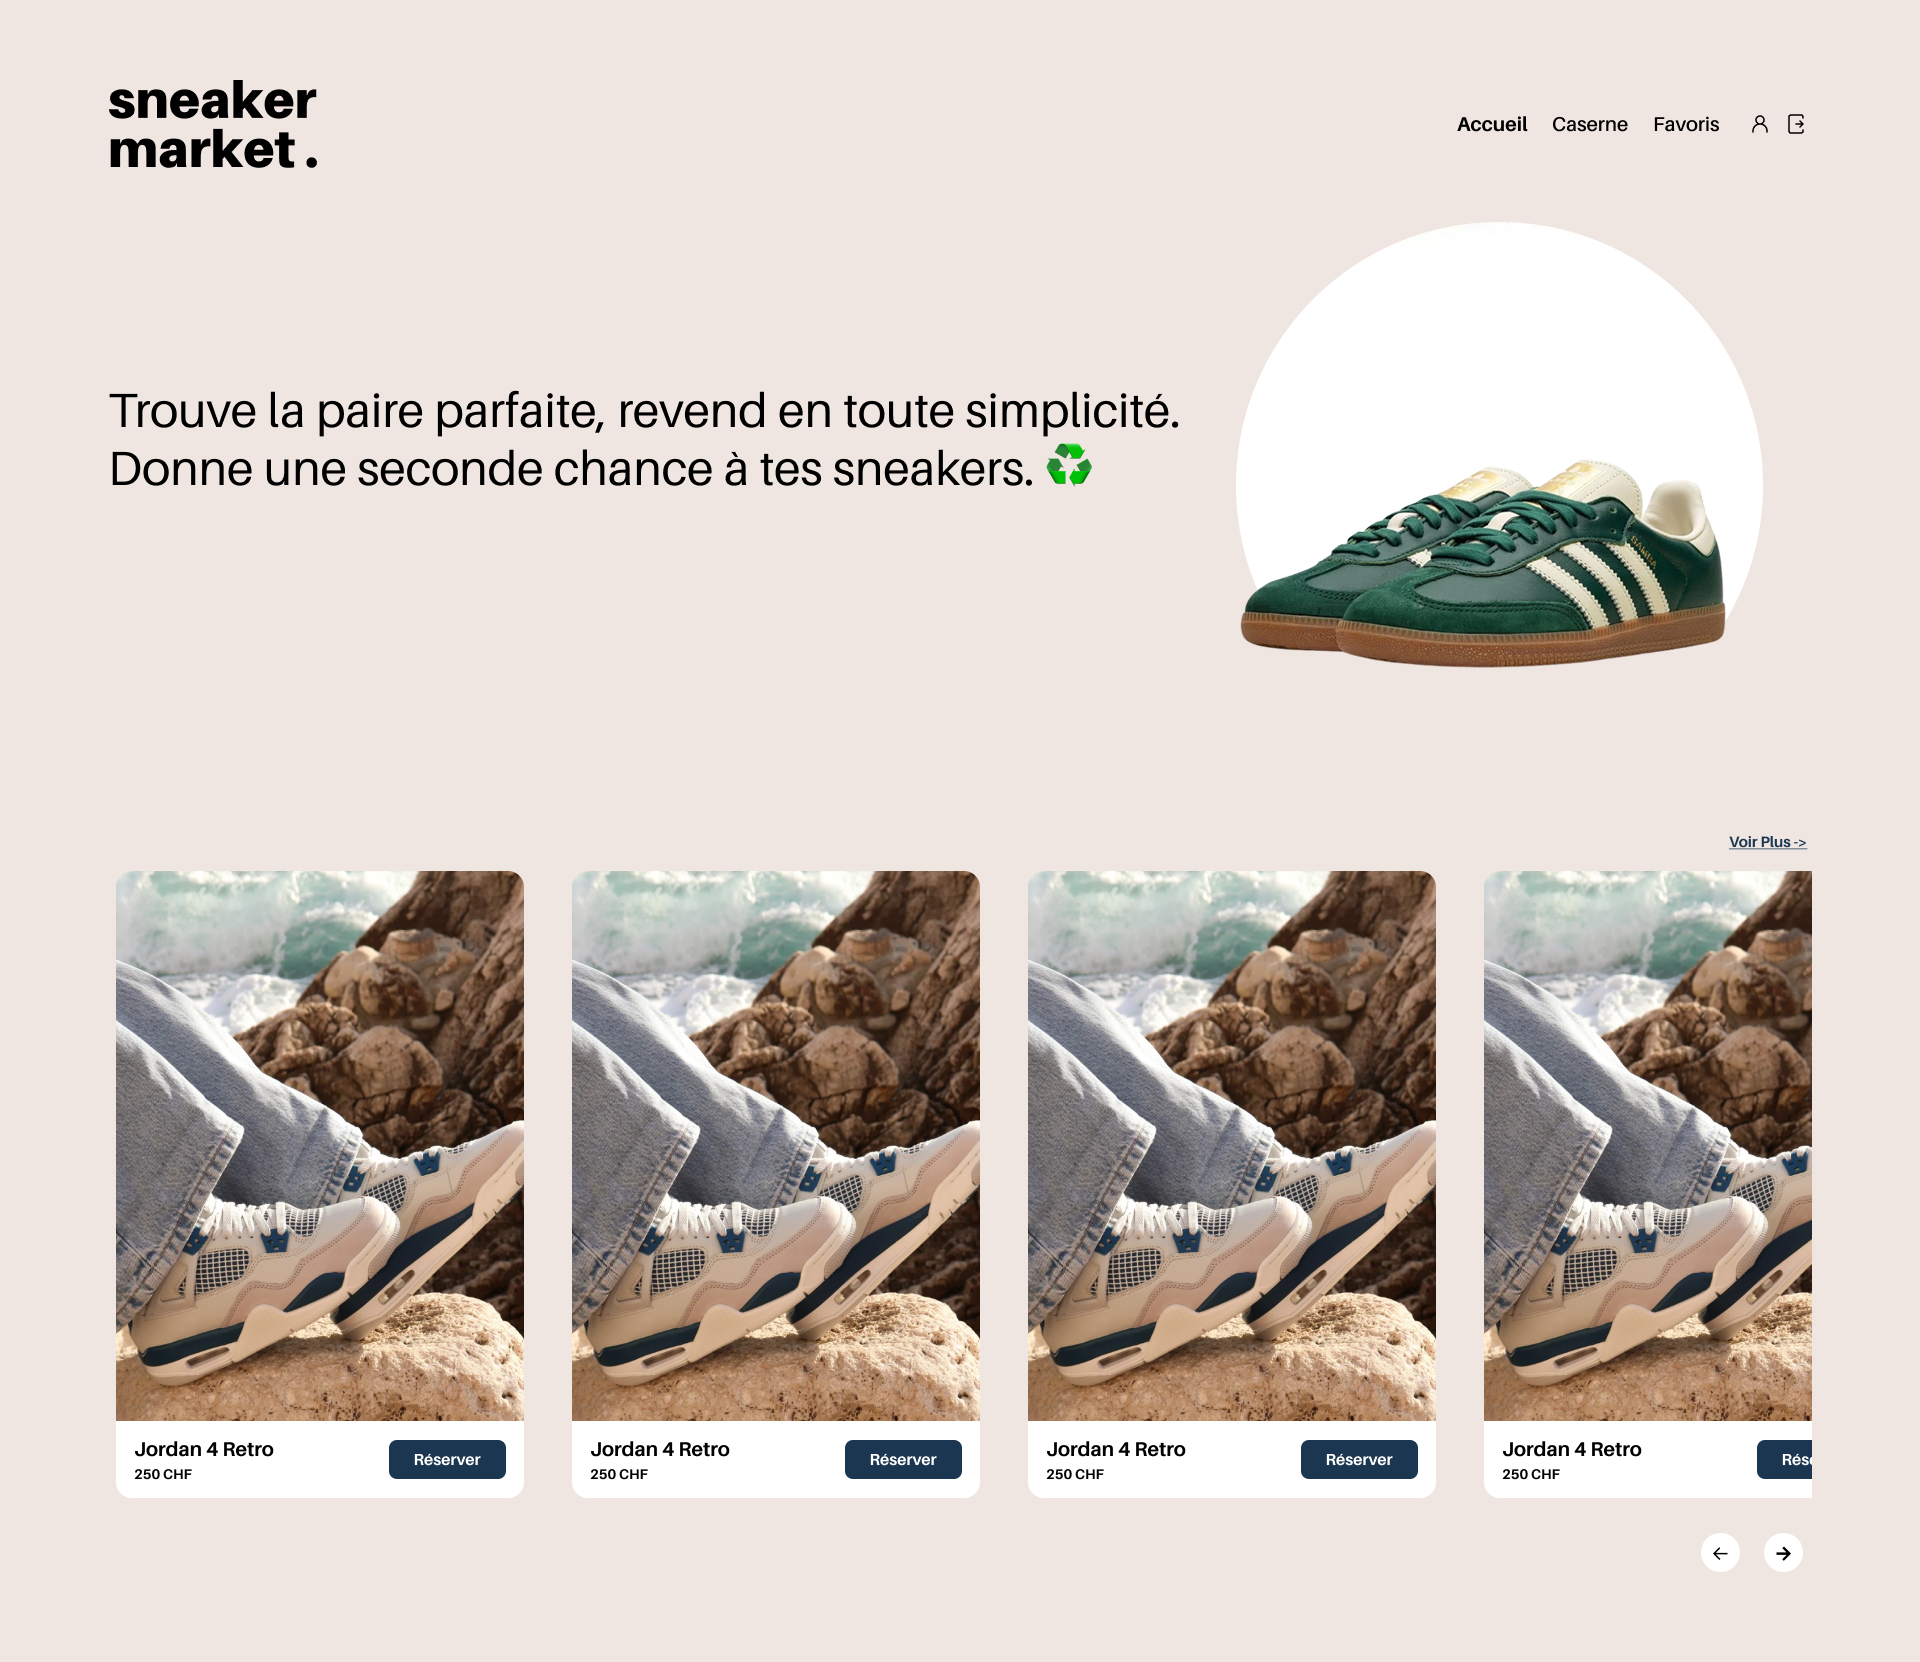 sneaker
market .
Accueil Caserne Favoris
Trouve la paire parfaite, revend en toute simplicité.
Donne une seconde chance à tes sneakers. ♻️
SAMBA
Voir Plus ->
Jordan 4 Retro
250 CHF
Réserver
Jordan 4 Retro
250 CHF
Réserver
Jordan 4 Retro
250 CHF
Réserver
Jordan 4 Retro
250 CHF
Rés